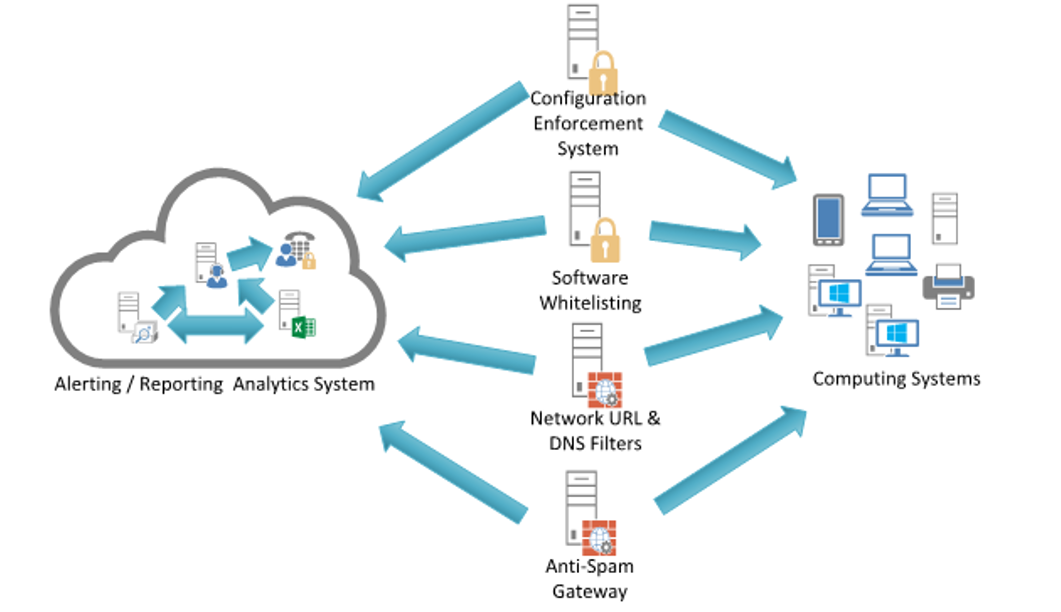 Configuration
Enforcement
System
Software
Whitelisting
X
Alerting / Reporting  Analytics System
Computing Systems
Network URL &
DNS Filters
Anti-Spam
Gateway